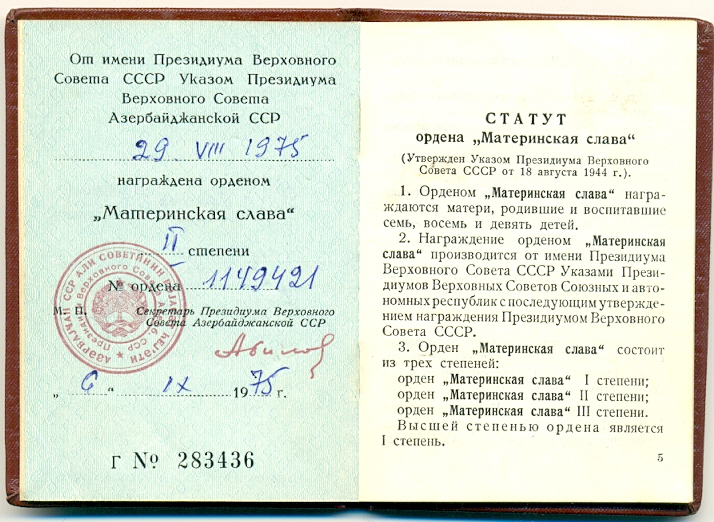 От имени Президиума Верховного
Совета СССР Указом Президиума
Верховного Совета
Азербайджанской ССР
29 VIII 1975
награждена орденом
„Материнская слава“
II степени
№ ордена 1149421
М. П. Секретарь Президиума Верховного
Совета Азербайджанской ССР
„ 6 “ IX 1975 г.
Г № 283436
СТАТУТ
ордена „Материнская слава“
(Утвержден Указом Президиума Верховного
Совета СССР от 18 августа 1944 г.).
1. Орденом „Материнская слава“ награ-
ждаются матери, родившие и воспитавшие
семь, восемь и девять детей.
2. Награждение орденом „Материнская
слава“ производится от имени Президиума
Верховного Совета СССР Указами Прези-
диумов Верховных Советов Союзных и авто-
номных республик с последующим утвержде-
нием награждения Президиумом Верховного
Совета СССР.
3. Орден „Материнская слава“ состоит
из трех степеней:
орден „Материнская слава“ I степени;
орден „Материнская слава“ II степени;
орден „Материнская слава“ III степени.
Высшей степенью ордена является
I степень.
5